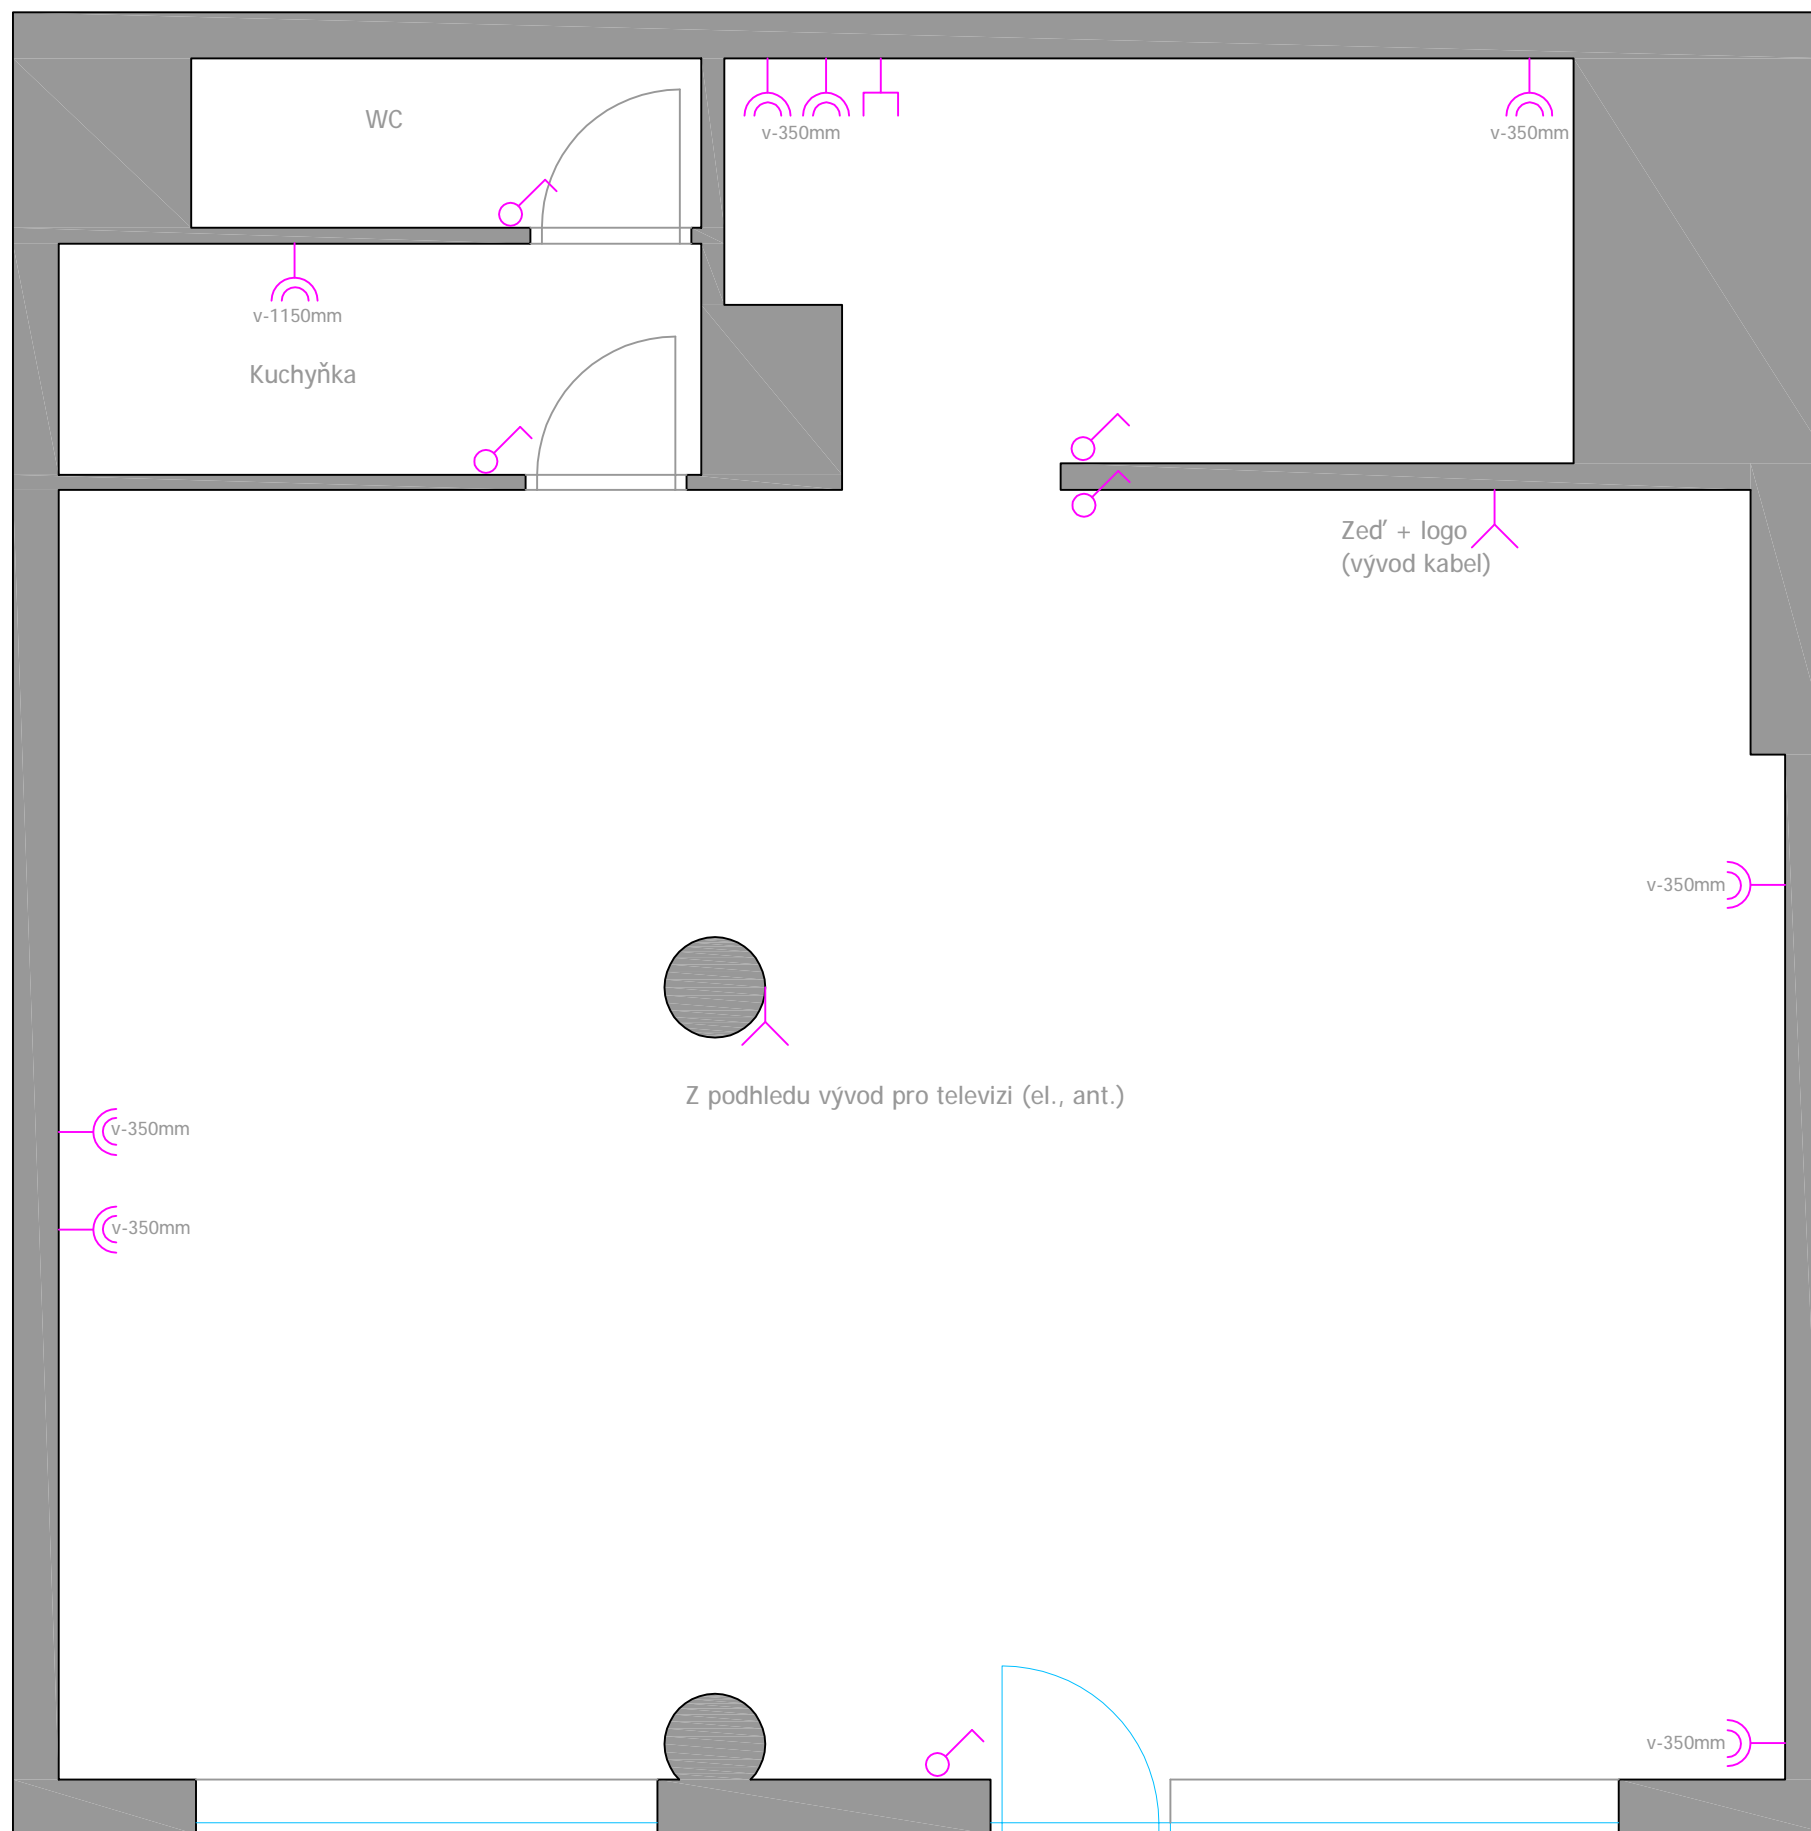 WC
v-350mm
v-350mm
v-1150mm
Kuchyňka
Zeď + logo
(vývod kabel)
v-350mm
Z podhledu vývod pro televizi (el., ant.)
v-350mm
v-350mm
v-350mm